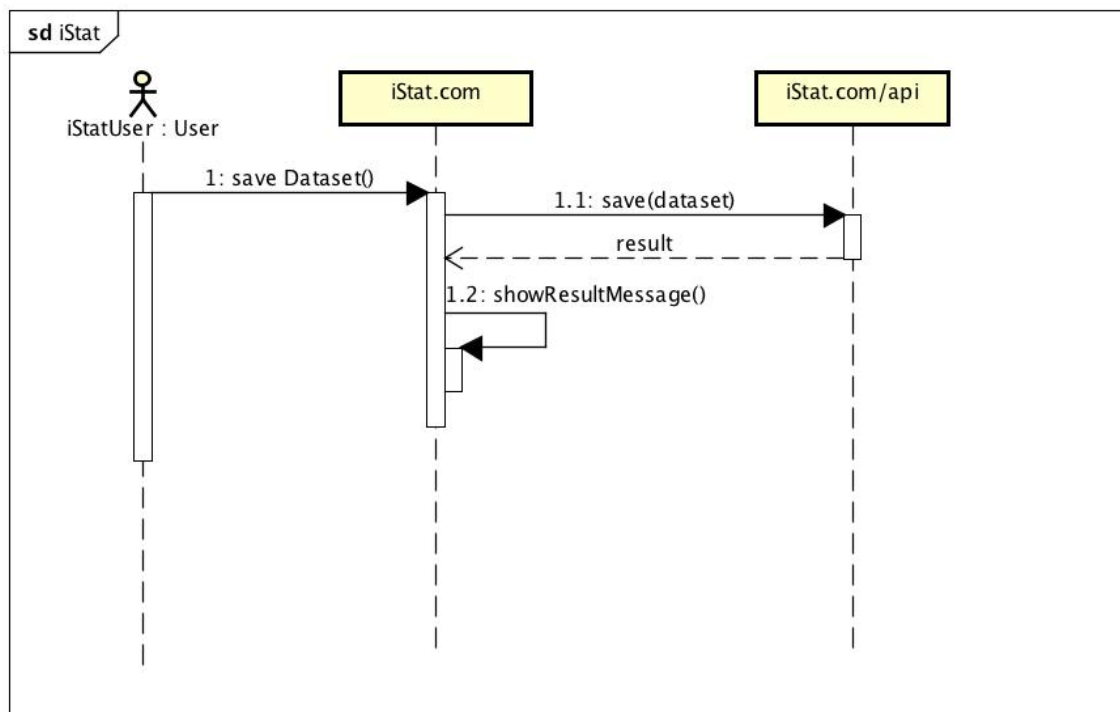 sd iStat
iStatUser : User
iStat.com
iStat.com/api
1: save Dataset()
1.1: save(dataset)
result
1.2: showResultMessage()